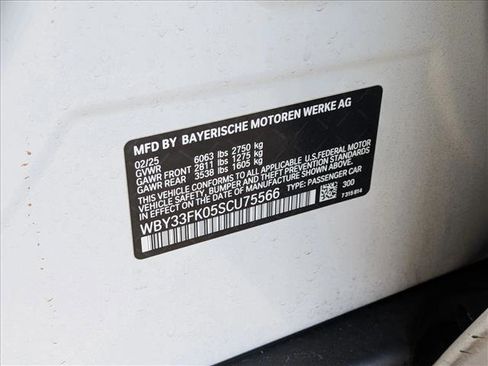 MFD BY BAYERISCHE MOTOREN WERKE AG
02/25
GVWR 6063 lbs 2750 kg
GAWR FRONT 2811 lbs 1275 kg
GAWR REAR 3538 lbs 1605 kg
THIS VEHICLE CONFORMS TO ALL APPLICABLE U.S. FEDERAL MOTOR
VEHICLE SAFETY, BUMPER AND THEFT PREVENTION STANDARDS IN
EFFECT ON THE DATE OF MANUFACTURE SHOWN ABOVE.
WBY33FK05SCU75566 TYPE: PASSENGER CAR
300